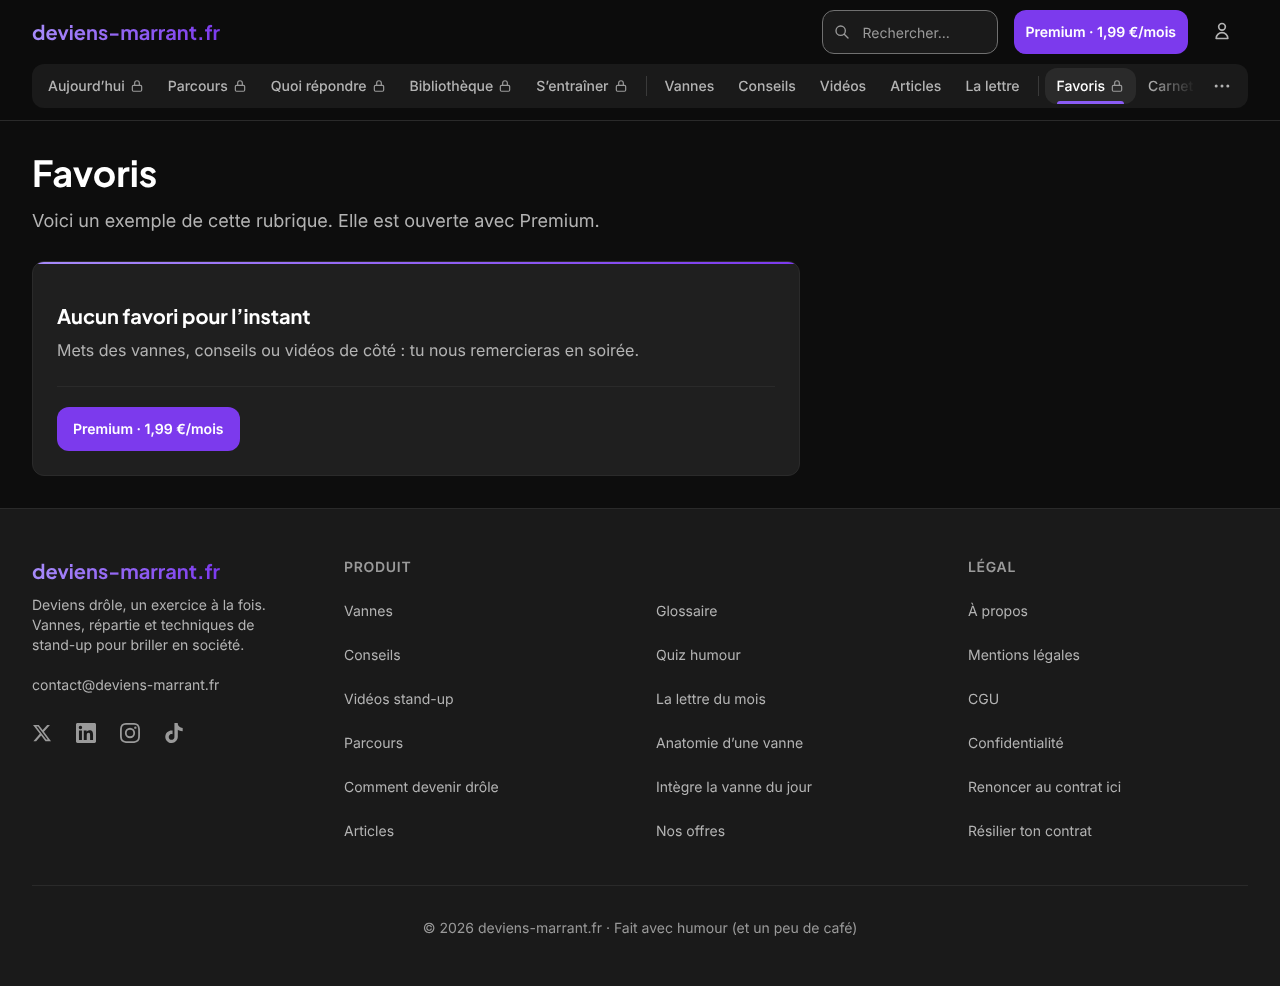 deviens-marrant.fr
Rechercher...
Premium · 1,99 €/mois
Aujourd’hui
Parcours
Quoi répondre
Bibliothèque
S’entraîner
Vannes
Conseils
Vidéos
Articles
La lettre
Favoris
Carnet
Favoris
Voici un exemple de cette rubrique. Elle est ouverte avec Premium.
Aucun favori pour l’instant
Mets des vannes, conseils ou vidéos de côté : tu nous remercieras en soirée.
Premium · 1,99 €/mois
deviens-marrant.fr
Deviens drôle, un exercice à la fois.
Vannes, répartie et techniques de
stand-up pour briller en société.
contact@deviens-marrant.fr
PRODUIT
Vannes
Conseils
Vidéos stand-up
Parcours
Comment devenir drôle
Articles
Glossaire
Quiz humour
La lettre du mois
Anatomie d’une vanne
Intègre la vanne du jour
Nos offres
LÉGAL
À propos
Mentions légales
CGU
Confidentialité
Renoncer au contrat ici
Résilier ton contrat
© 2026 deviens-marrant.fr · Fait avec humour (et un peu de café)